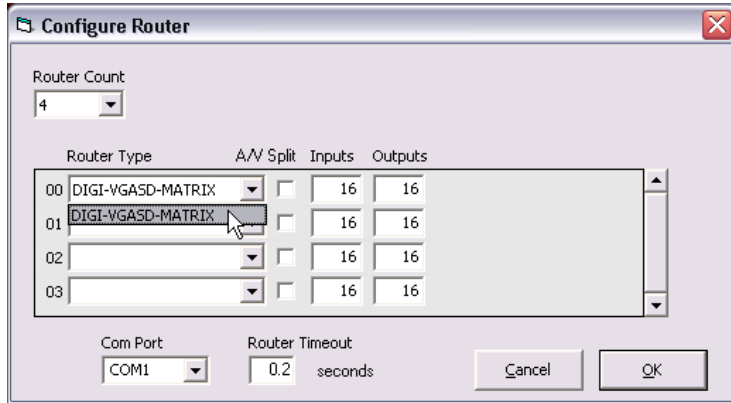 Configure Router
Router Count
4
Router Type A/V Split Inputs Outputs
00 DIGI-VGASD-MATRIX 16 16
DIGI-VGASD-MATRIX
01 16 16
02 16 16
03 16 16
Com Port Router Timeout
COM1 0.2 seconds Cancel OK